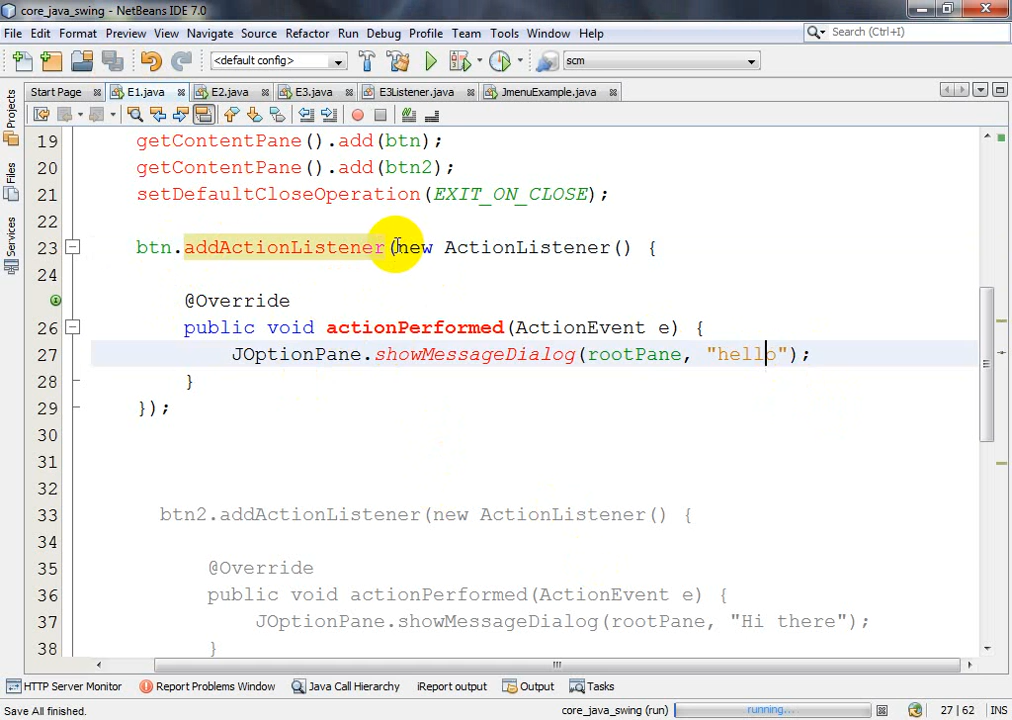 core_java_swing - NetBeans IDE 7.0
File Edit Format Preview View Navigate Source Refactor Run Debug Profile Team Tools Window Help
Search (Ctrl+I)
<default config>
scm
Start Page E1.java E2.java E3.java E3Listener.java JmenuExample.java
Projects
Files
Services
19 getContentPane().add(btn);
20 getContentPane().add(btn2);
21 setDefaultCloseOperation(EXIT_ON_CLOSE);
22
23 btn.addActionListener(new ActionListener() {
24
@Override
26 public void actionPerformed(ActionEvent e) {
27 JOptionPane.showMessageDialog(rootPane, "hello");
28 }
29 });
30
31
32
33 btn2.addActionListener(new ActionListener() {
34
35 @Override
36 public void actionPerformed(ActionEvent e) {
37 JOptionPane.showMessageDialog(rootPane, "Hi there");
38 }
HTTP Server Monitor Report Problems Window Java Call Hierarchy iReport output Output Tasks
Save All finished. core_java_swing (run) running... 27 | 62 INS